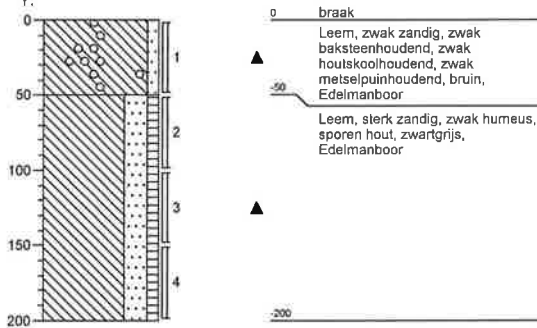 0
50
100
150
200
1
2
3
4
0 braak
Leem, zwak zandig, zwak
baksteenhoudend, zwak
houtskoolhoudend, zwak
metselpuinhoudend, bruin,
Edelmanboor
-50
Leem, sterk zandig, zwak humeus,
sporen hout, zwartgrijs,
Edelmanboor
-200